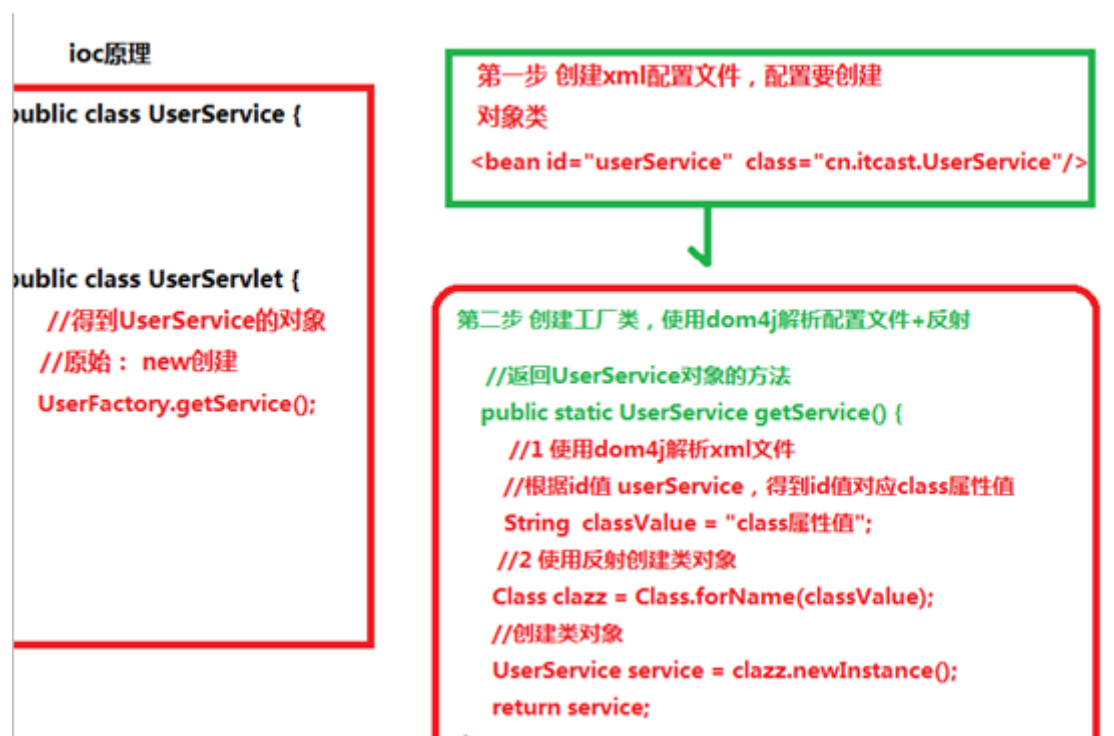 ioc原理
public class UserService {
public class UserServlet {
//得到UserService的对象
//原始： new创建
UserFactory.getService();
第一步 创建xml配置文件，配置要创建
对象类
<bean id="userService" class="cn.itcast.UserService"/>
第二步 创建工厂类，使用dom4j解析配置文件+反射
//返回UserService对象的方法
public static UserService getService() {
//1 使用dom4j解析xml文件
//根据id值 userService，得到id值对应class属性值
String classValue = "class属性值";
//2 使用反射创建类对象
Class clazz = Class.forName(classValue);
//创建类对象
UserService service = clazz.newInstance();
return service;